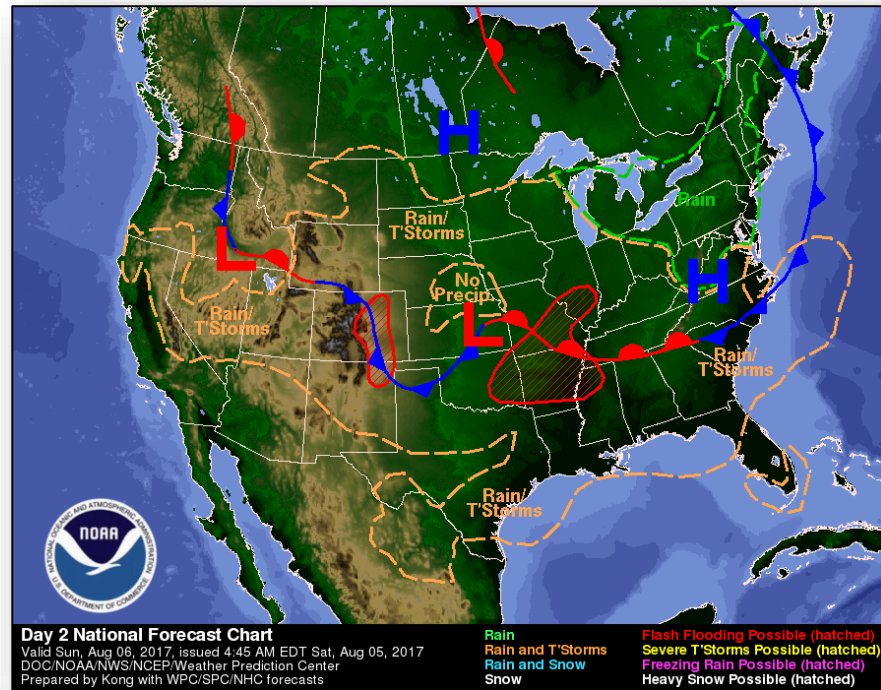 H
Rain/
T'Storms
Rain
L
No
Precip.
H
Rain/
T'Storms
L
Rain/
T'Storms
Rain/
T'Storms
NATIONAL OCEANIC AND ATMOSPHERIC ADMINISTRATION
NOAA
U.S. DEPARTMENT OF COMMERCE
Day 2 National Forecast Chart
Valid Sun, Aug 06, 2017, issued 4:45 AM EDT Sat, Aug 05, 2017
DOC/NOAA/NWS/NCEP/Weather Prediction Center
Prepared by Kong with WPC/SPC/NHC forecasts
Rain
Rain and T'Storms
Rain and Snow
Snow
Flash Flooding Possible (hatched)
Severe T'Storms Possible (hatched)
Freezing Rain Possible (hatched)
Heavy Snow Possible (hatched)